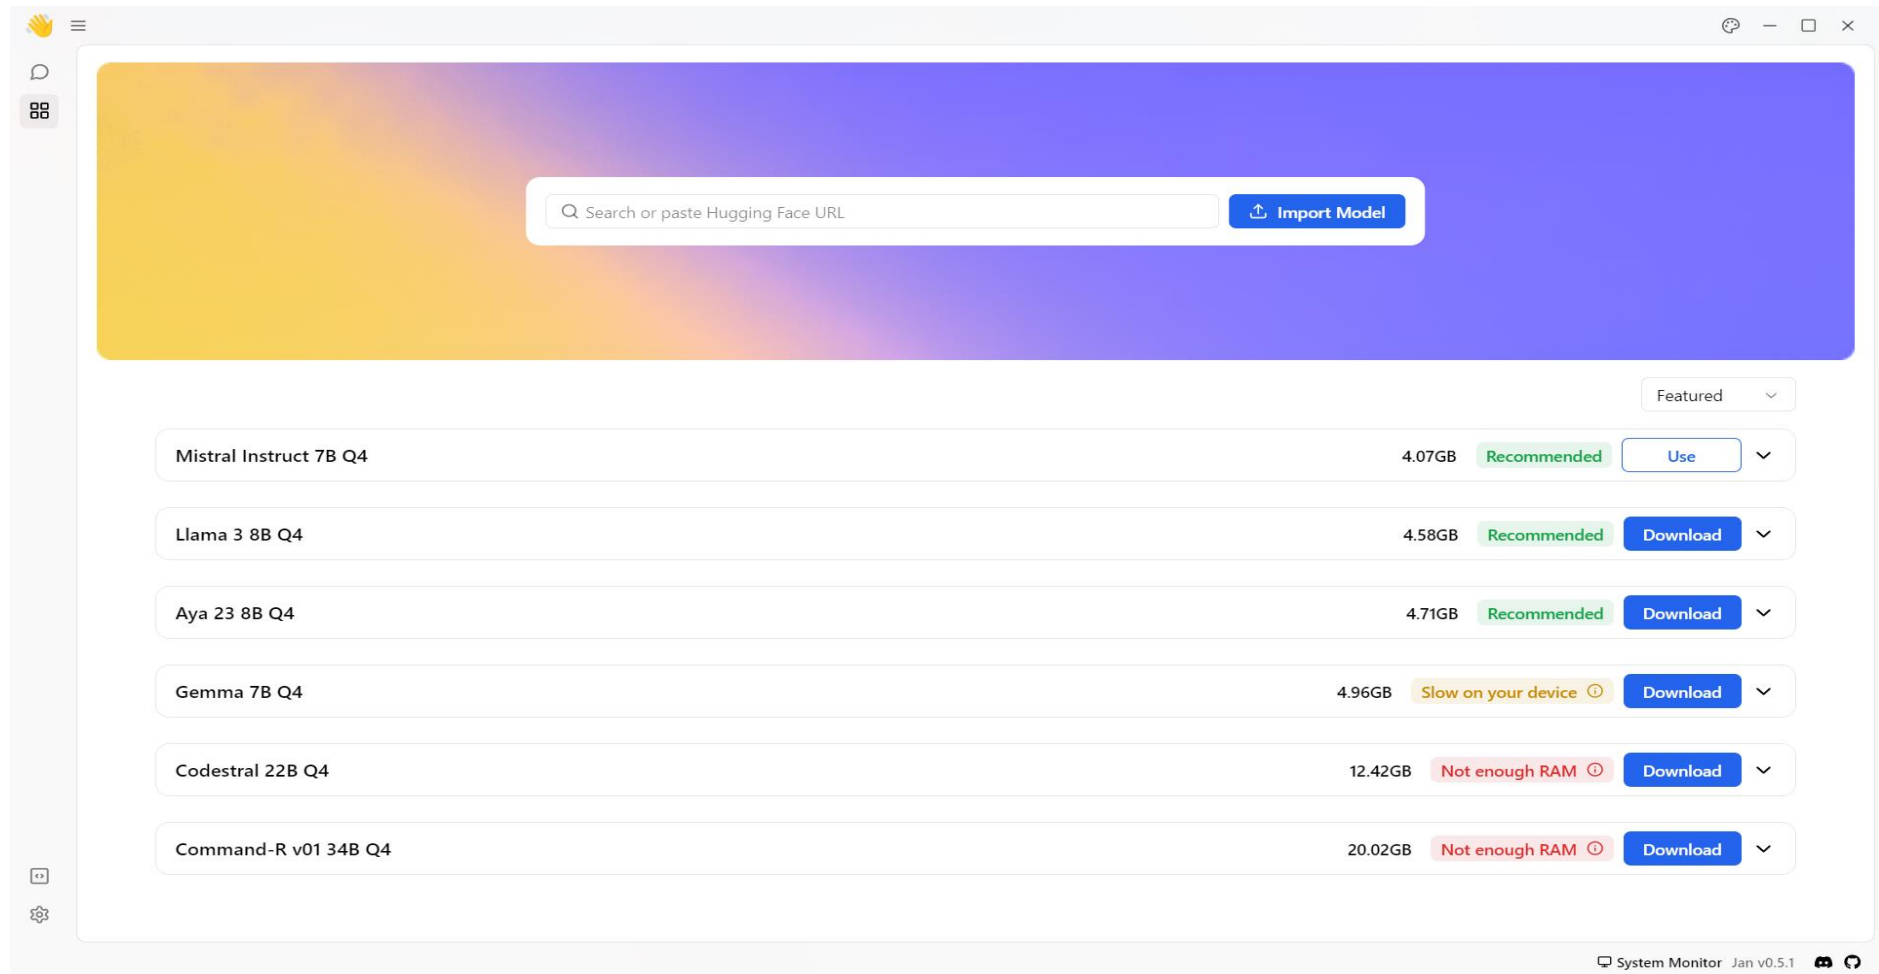 Search or paste Hugging Face URL Import Model
Featured
Mistral Instruct 7B Q4 4.07GB Recommended Use
Llama 3 8B Q4 4.58GB Recommended Download
Aya 23 8B Q4 4.71GB Recommended Download
Gemma 7B Q4 4.96GB Slow on your device Download
Codestral 22B Q4 12.42GB Not enough RAM Download
Command-R v01 34B Q4 20.02GB Not enough RAM Download
System Monitor Jan v0.5.1